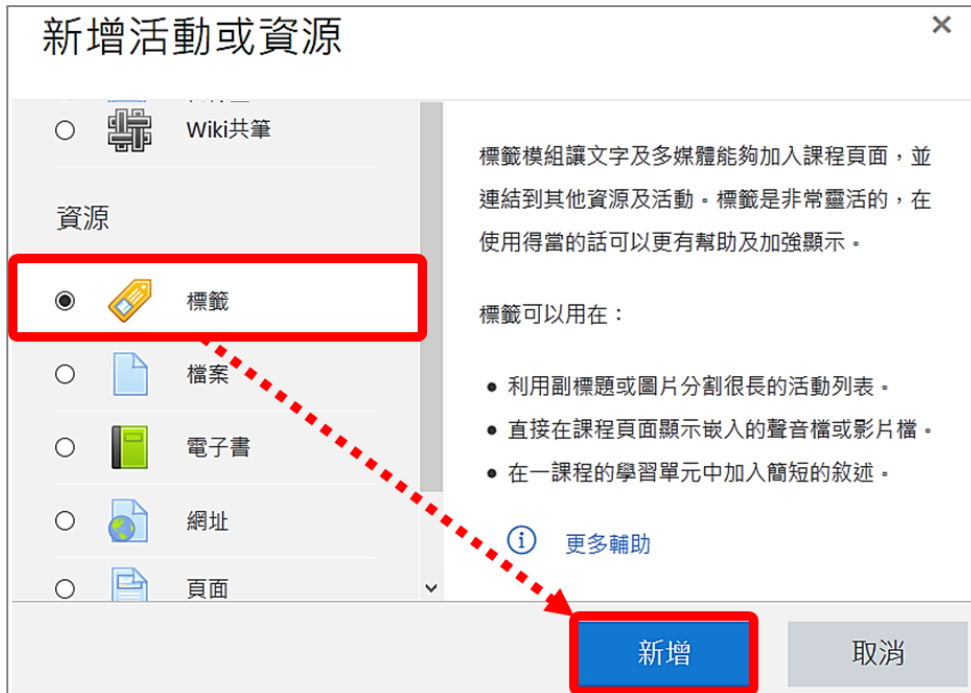 新增活動或資源
×
Wiki共筆
資源
標籤
檔案
電子書
網址
頁面
標籤模組讓文字及多媒體能夠加入課程頁面，並
連結到其他資源及活動。標籤是非常靈活的，在
使用得當的話可以更有幫助及加強顯示。
標籤可以用在：
• 利用副標題或圖片分割很長的活動列表。
• 直接在課程頁面顯示嵌入的聲音檔或影片檔。
• 在一課程的學習單元中加入簡短的敘述。
更多輔助
新增
取消